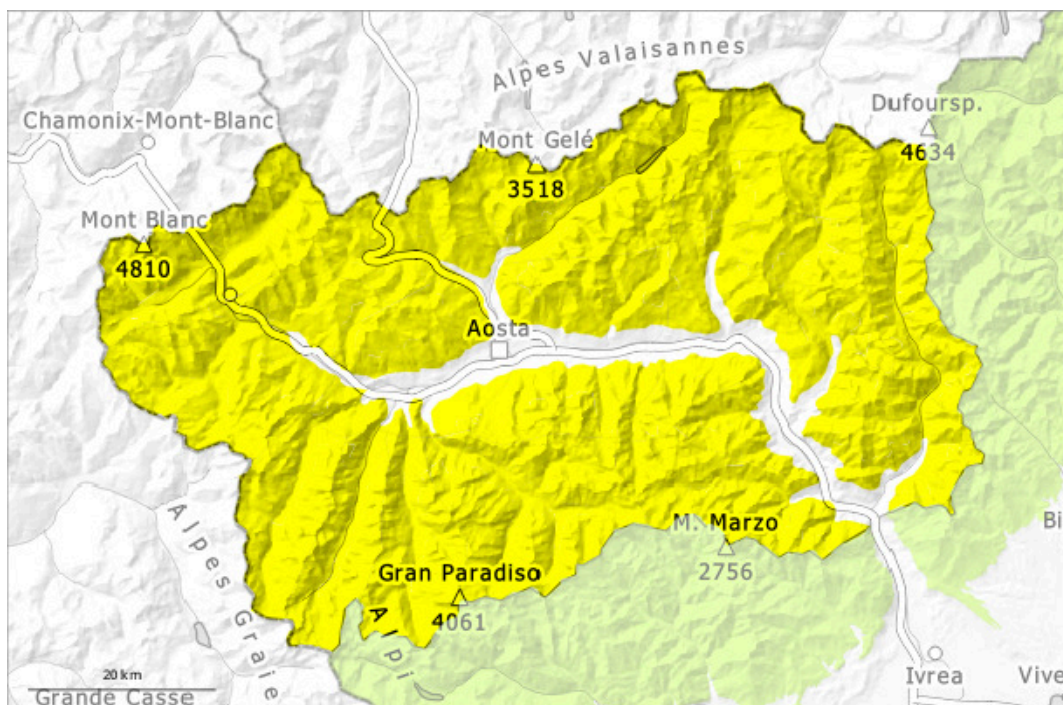 Alpes Valaisannes
Dufoursp.
4634
Chamonix-Mont-Blanc
Mont Gelé
3518
Mont Blanc
4810
Aosta
M. Marzo
2756
Gran Paradiso
4061
Alpes Graie
Alpi
20 km
Grande Casse
Ivrea